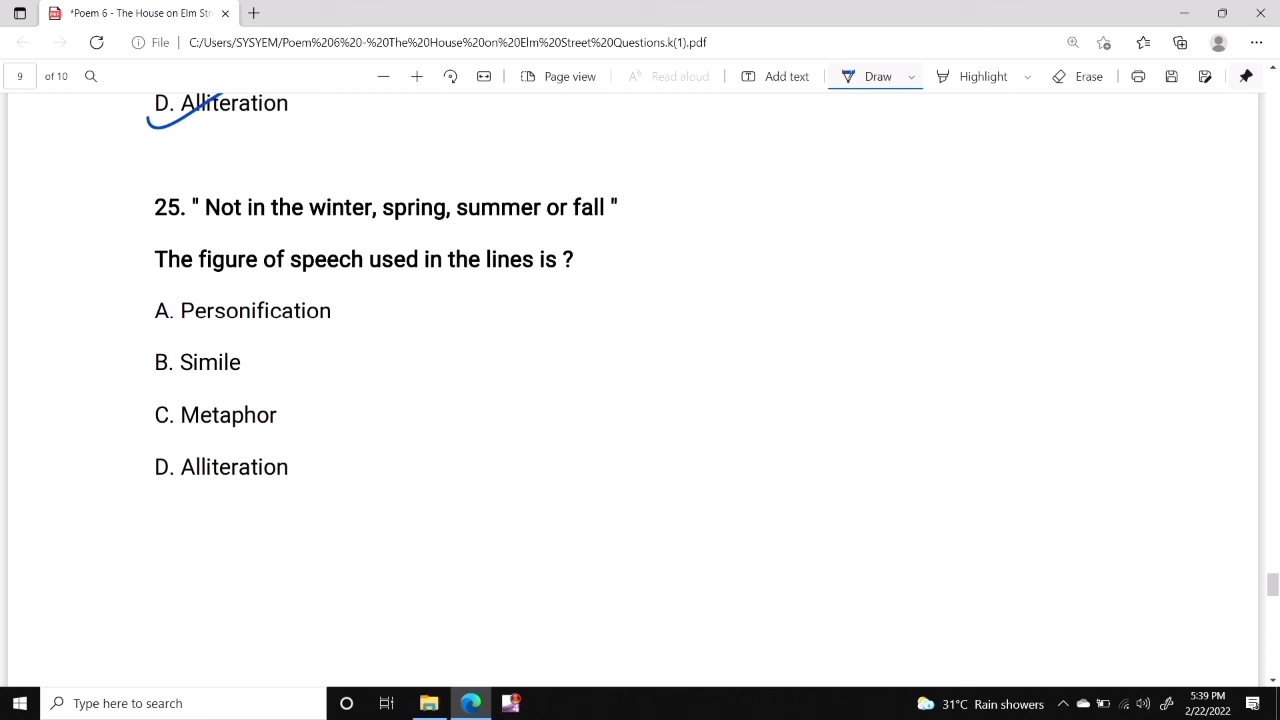 *Poem 6 - The House on Elm Str
File
C:/Users/SYSYEM/Poem%206%20-%20The%20House%20on%20Elm%20Street%20Questions.k(1).pdf
9 of 10
Page view
Read aloud
Add text
Draw
Highlight
Erase
D. Alliteration
25. " Not in the winter, spring, summer or fall "
The figure of speech used in the lines is ?
A. Personification
B. Simile
C. Metaphor
D. Alliteration
Type here to search
31°C Rain showers
5:39 PM
2/22/2022